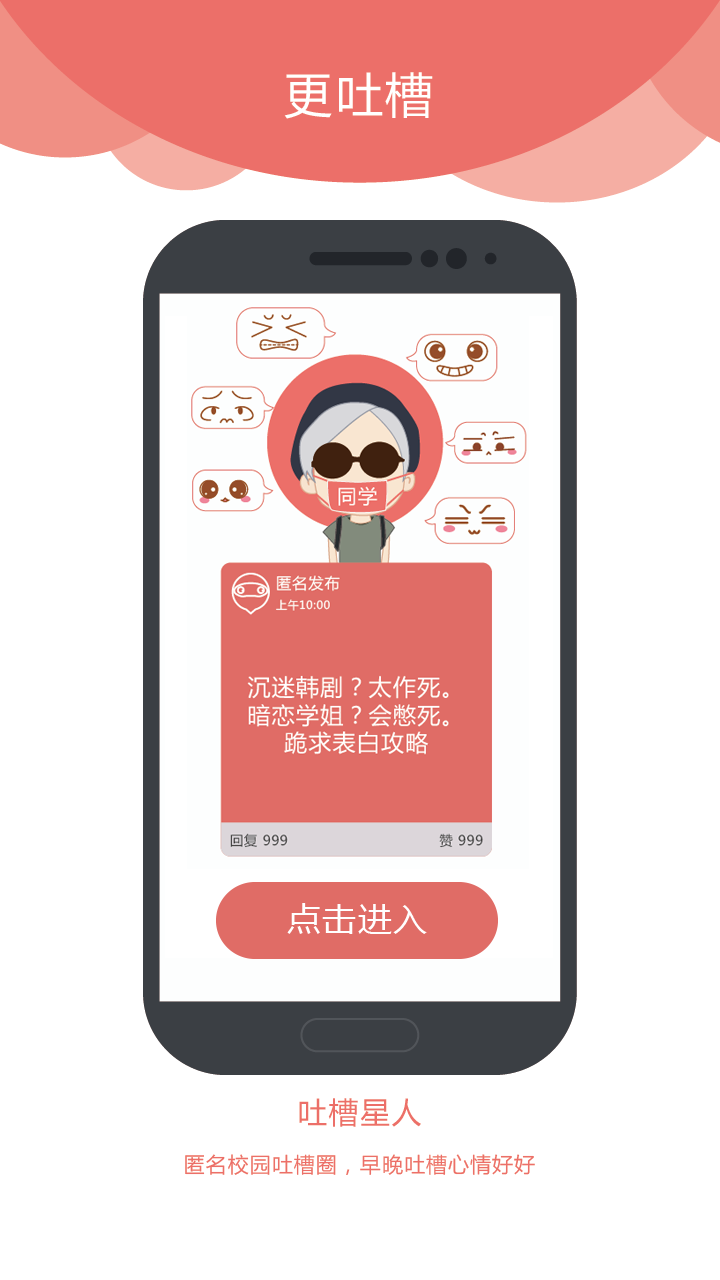 更吐槽
同学
匿名发布
上午10:00
沉迷韩剧？太作死。
暗恋学姐？会憋死。
跪求表白攻略
回复 999
赞 999
点击进入
吐槽星人
匿名校园吐槽圈，早晚吐槽心情好好